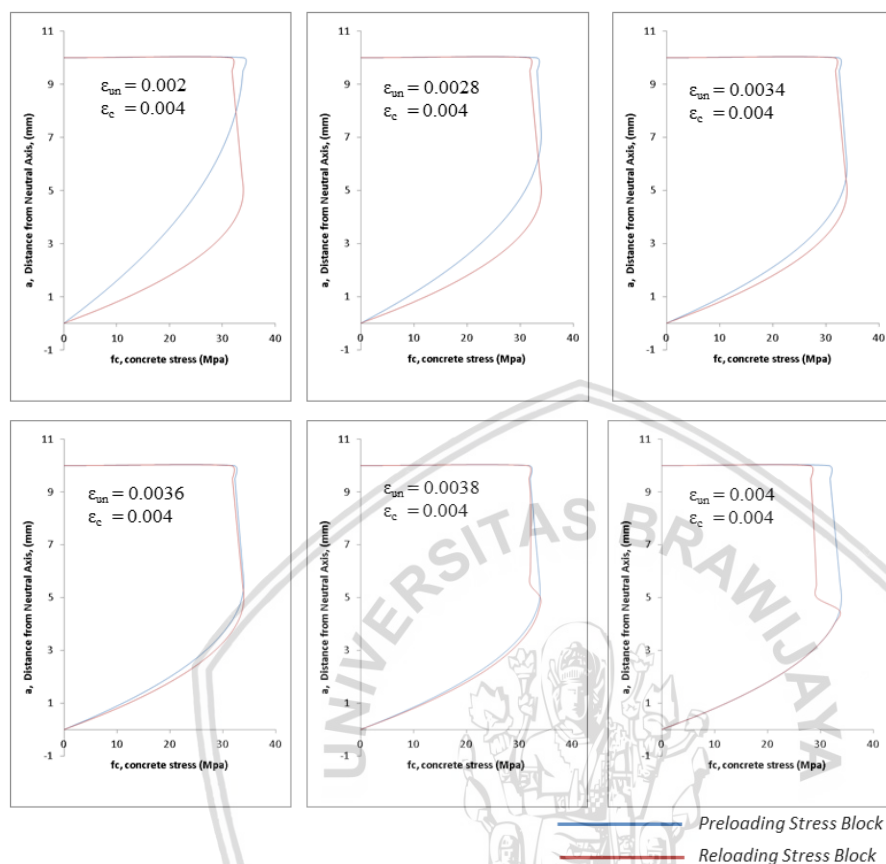 11
9
7
5
3
1
-1
a, Distance from Neutral Axis, (mm)
εun = 0.002
εc = 0.004
0 10 20 30 40
fc, concrete stress (Mpa)
11
9
7
5
3
1
-1
a, Distance from Neutral Axis, (mm)
εun = 0.0028
εc = 0.004
0 10 20 30 40
fc, concrete stress (Mpa)
11
9
7
5
3
1
-1
a, Distance from Neutral Axis, (mm)
εun = 0.0034
εc = 0.004
0 10 20 30 40
fc, concrete stress (Mpa)
11
9
7
5
3
1
-1
a, Distance from Neutral Axis, (mm)
εun = 0.0036
εc = 0.004
0 10 20 30 40
fc, concrete stress (Mpa)
11
9
7
5
3
1
-1
a, Distance from Neutral Axis, (mm)
εun = 0.0038
εc = 0.004
0 10 20 30 40
fc, concrete stress (Mpa)
11
9
7
5
3
1
-1
a, Distance from Neutral Axis, (mm)
εun = 0.004
εc = 0.004
0 10 20 30 40
fc, concrete stress (Mpa)
UNIVERSITAS BRAWIJAYA
Preloading Stress Block
Reloading Stress Block